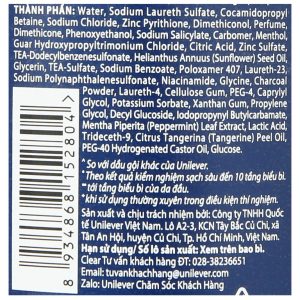 THÀNH PHẦN: Water, Sodium Laureth Sulfate, Cocamidopropyl
Betaine, Sodium Chloride, Zinc Pyrithione, Dimethiconol, Perfume,
Dimethicone, Phenoxyethanol, Sodium Salicylate, Carbomer, Menthol,
Guar Hydroxypropyltrimonium Chloride, Citric Acid, Zinc Sulfate,
TEA-Dodecylbenzenesulfonate, Helianthus Annuus (Sunflower) Seed Oil,
Glycerin, TEA-Sulfate, Sodium Benzoate, Poloxamer 407, Laureth-23,
Sodium Polynaphthalenesulfonate, Niacinamide, Glycine, Charcoal
Powder, Laureth-4, Cellulose Gum, PEG-4, Caprylyl
Glycol, Potassium Sorbate, Xanthan Gum, Propylene
Glycol, Decyl Glucoside, Iodopropynyl Butylcarbamate,
Mentha Piperita (Peppermint) Leaf Extract, Lactic Acid,
Trideceth-9, Citrus Tangerina (Tangerine) Peel Oil,
PEG-40 Hydrogenated Castor Oil, Glucose.
* So với dầu gội khác của Unilever.
* Theo kết quả kiểm nghiệm sạch sâu đến 10 tầng biểu bì.
** tới tầng biểu bì của da đầu.
* khi sử dụng thường xuyên trong điều kiện thí nghiệm.
Sản xuất và chịu trách nhiệm bởi: Công ty TNHH Quốc
tế Unilever Việt Nam. Lô A2-3, KCN Tây Bắc Củ Chi, xã
Tân An Hội, huyện Củ Chi, Tp. Hồ Chí Minh, Việt Nam.
Hạn sử dụng/ Số lô sản xuất: Xem trên bao bì.
Clear Tư vấn khách hàng ĐT: 028-38236651
Email: tuvankhachhang@unilever.com
Zalo: Unilever Chăm Sóc Khách Hàng
8 934868 152804